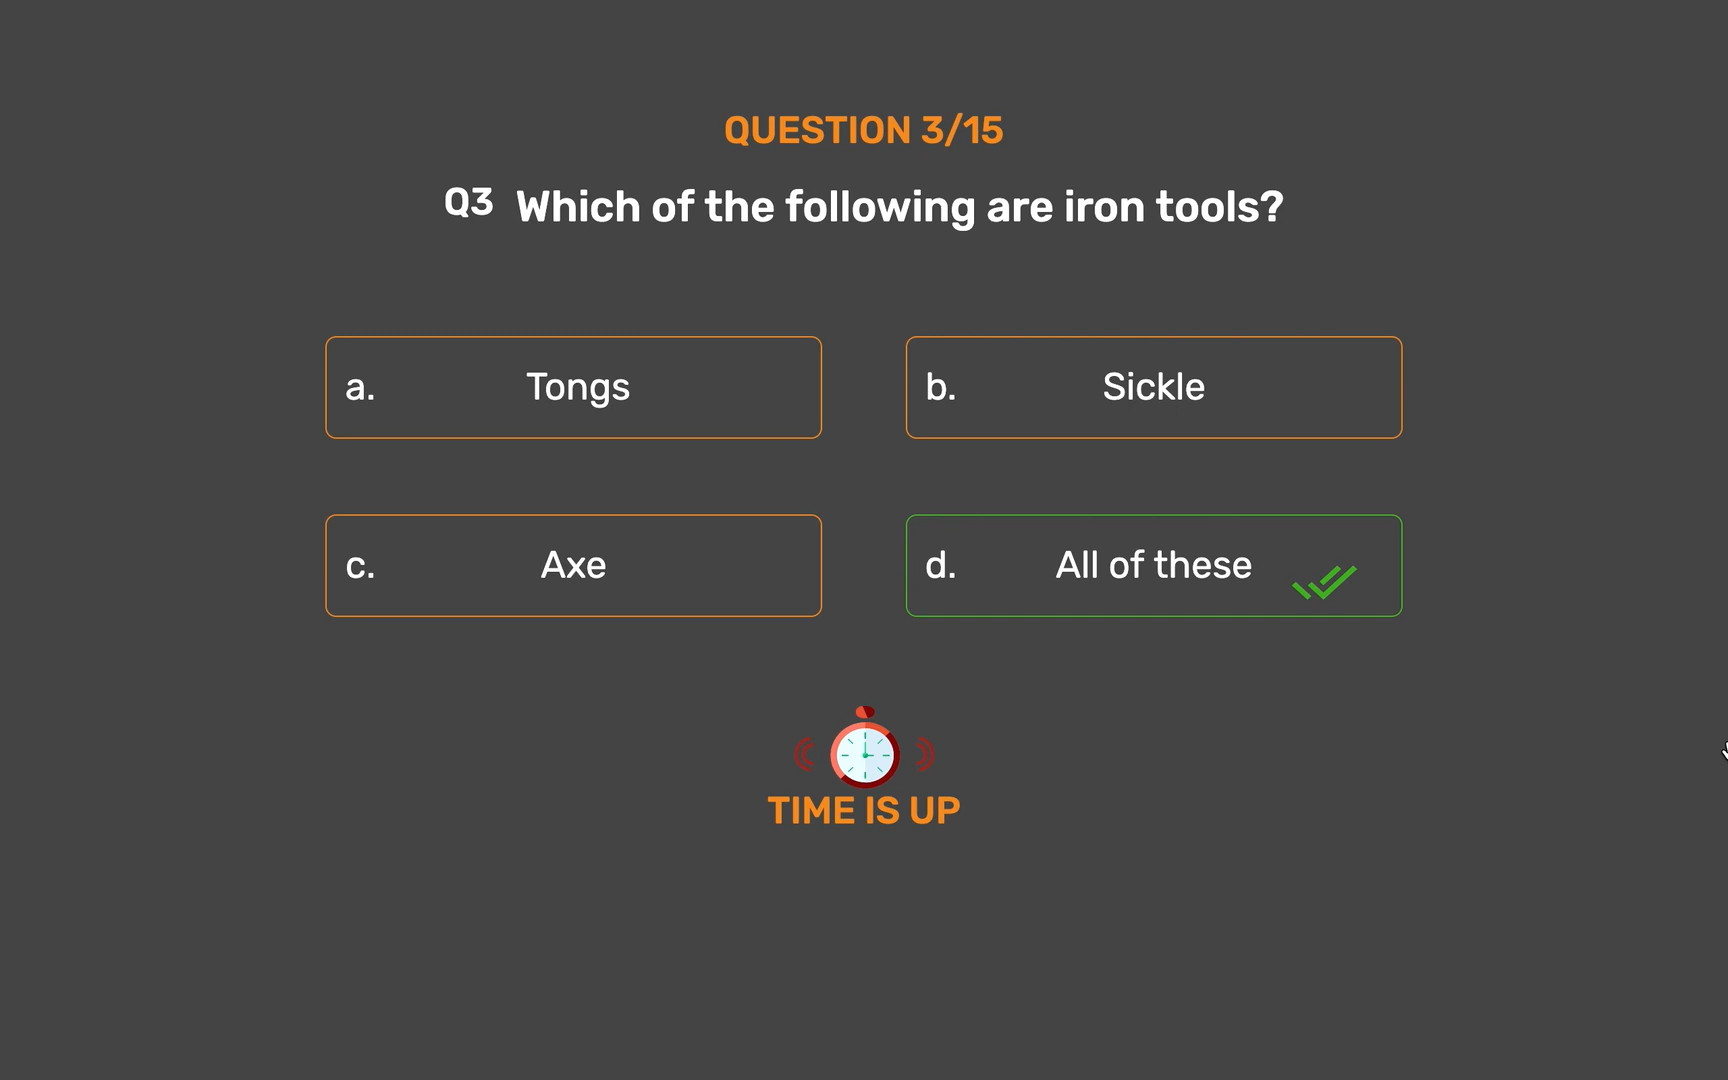 QUESTION 3/15
Q3 Which of the following are iron tools?
a. Tongs
b. Sickle
c. Axe
d. All of these
TIME IS UP